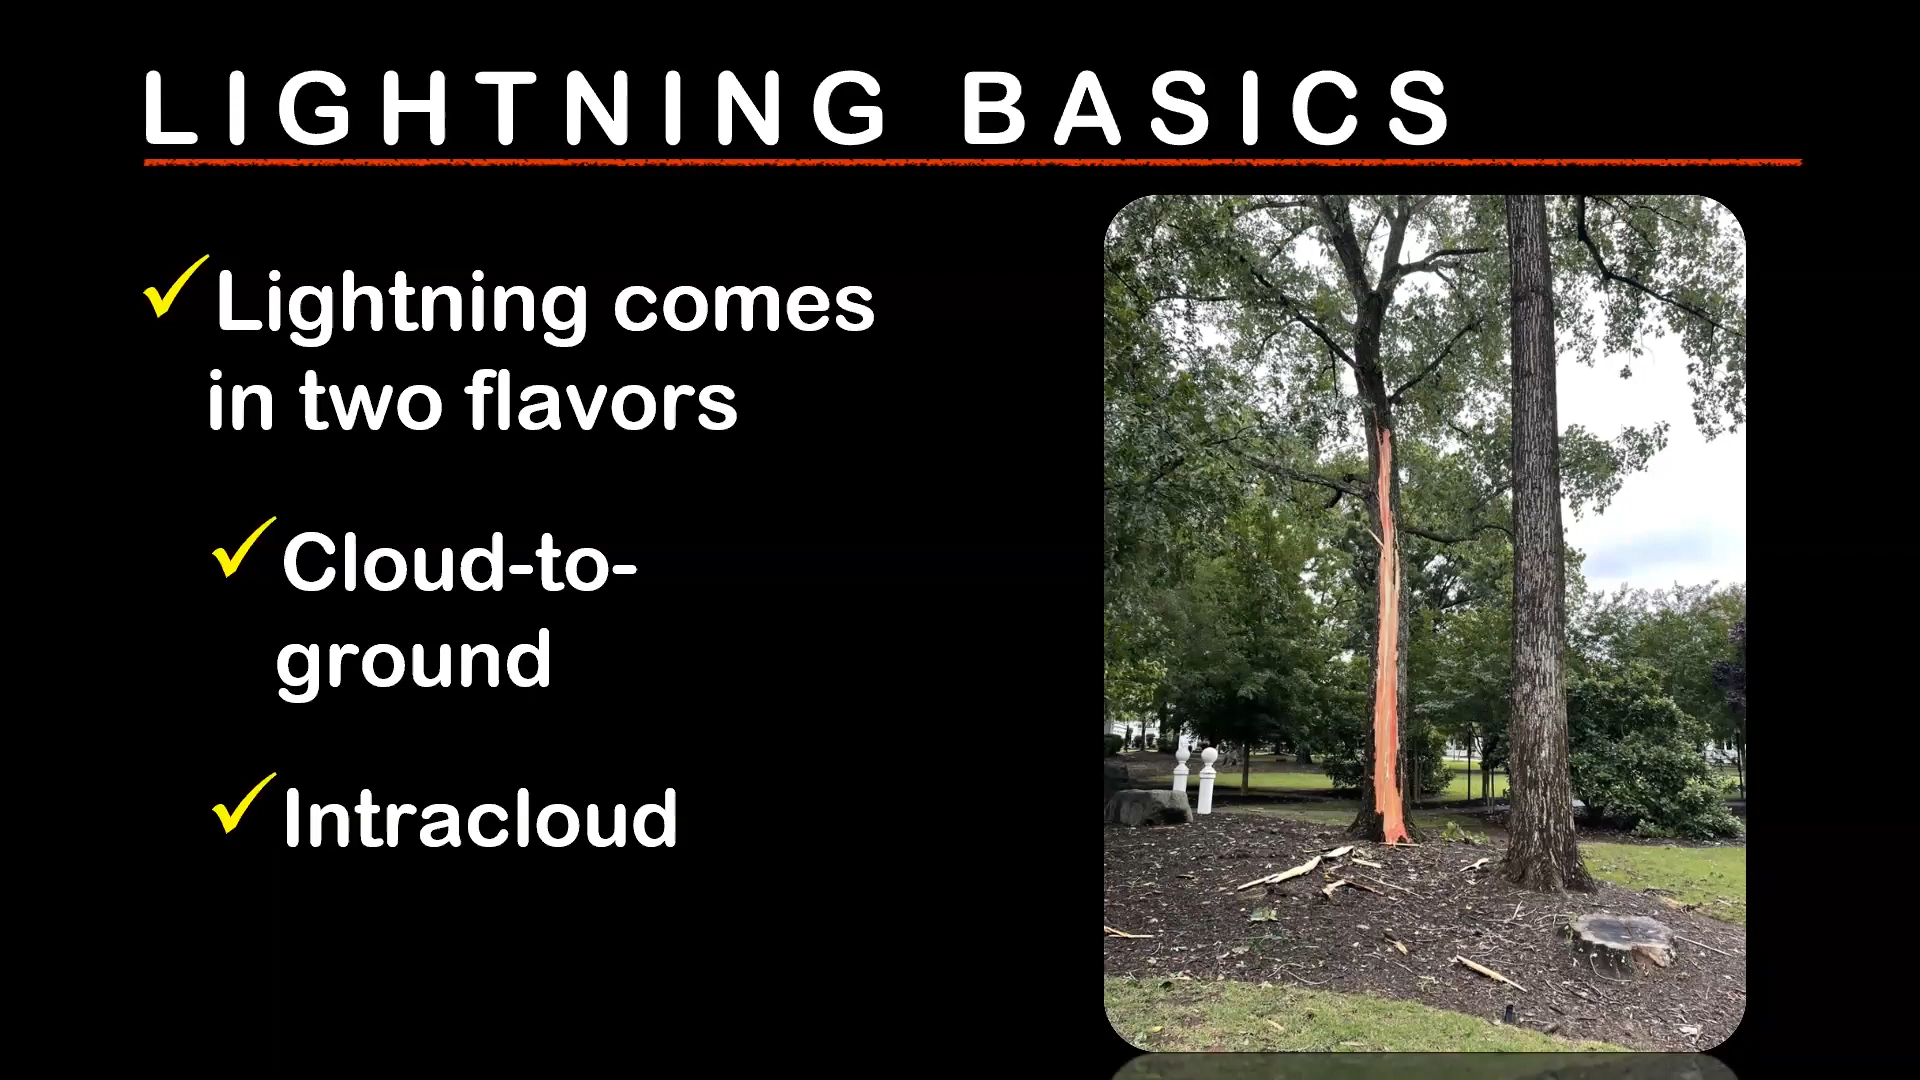 LIGHTNING BASICS
Lightning comes
in two flavors
Cloud-to-
ground
Intracloud